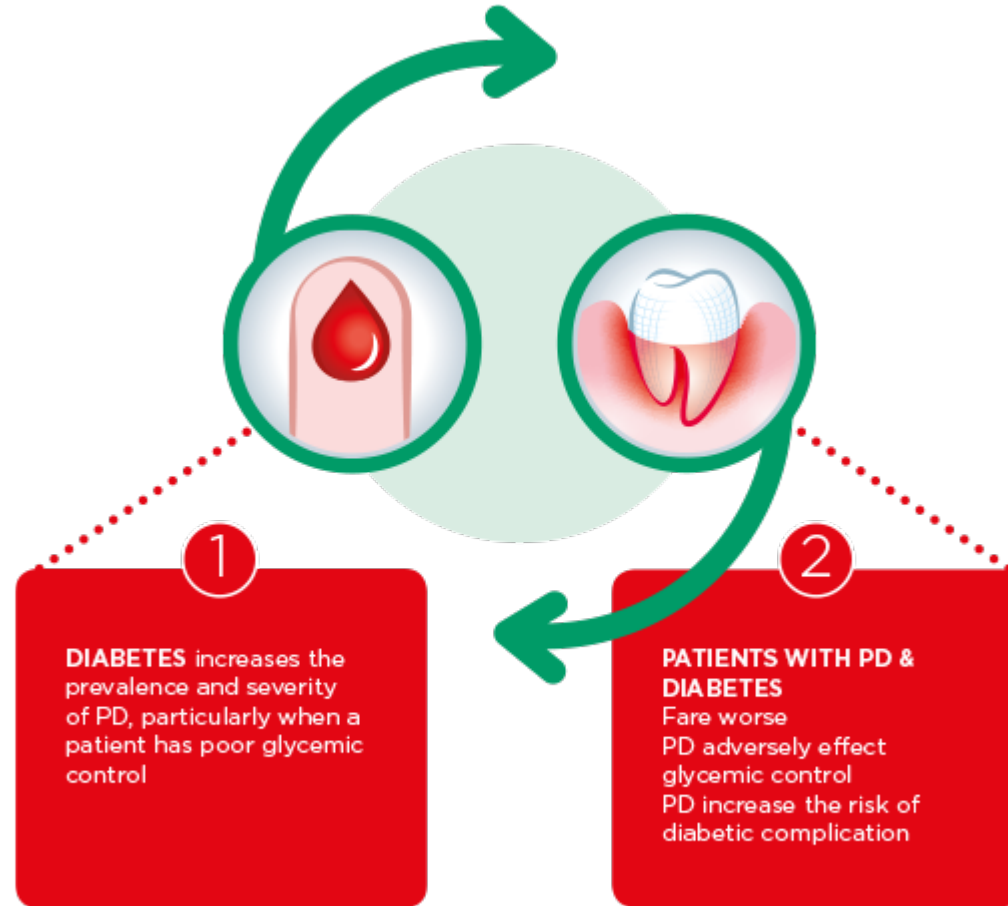 1
DIABETES increases the
prevalence and severity
of PD, particularly when a
patient has poor glycemic
control
2
PATIENTS WITH PD &
DIABETES
Fare worse
PD adversely effect
glycemic control
PD increase the risk of
diabetic complication